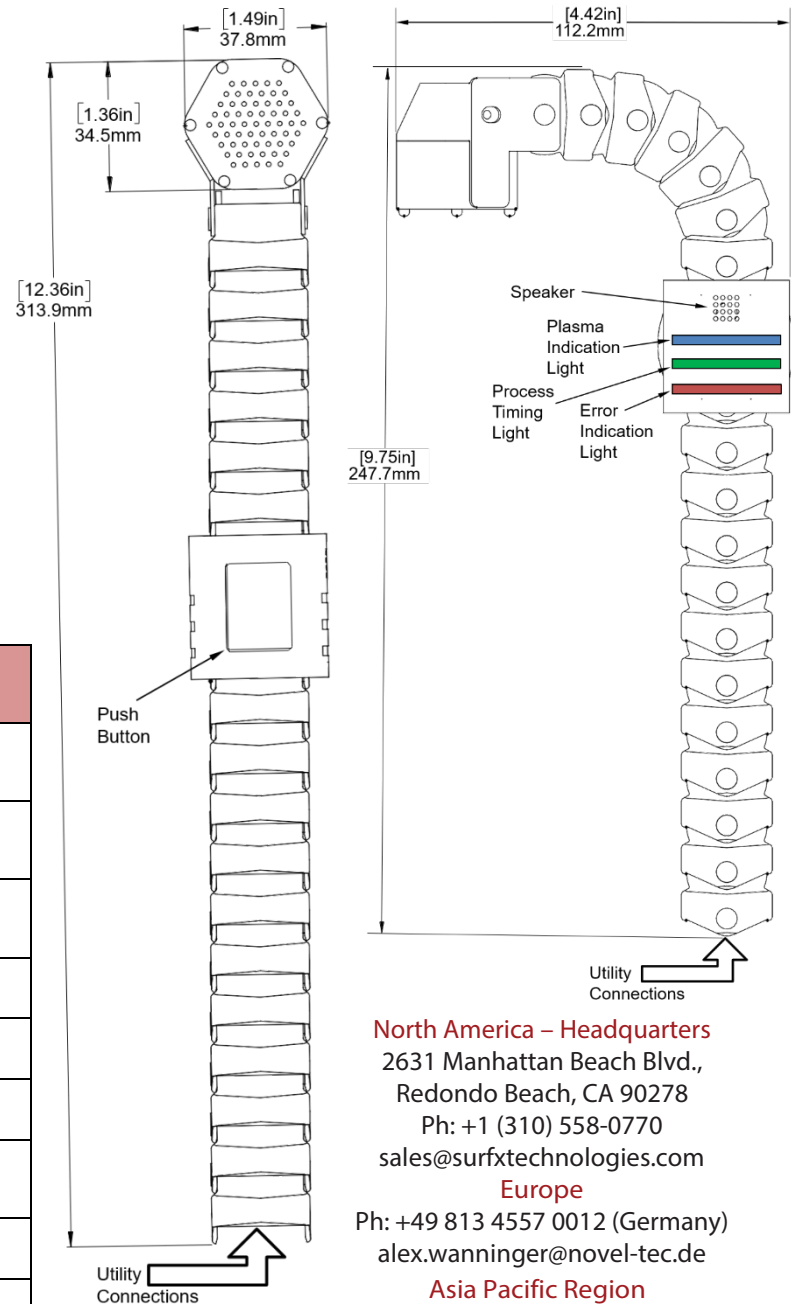 [1.49in]
37.8mm
[1.36in]
34.5mm
[12.36in]
313.9mm
Push
Button
Utility
Connections
[4.42in]
112.2mm
[9.75in]
247.7mm
Speaker
Plasma
Indication
Light
Process
Timing
Light
Error
Indication
Light
Utility
Connections
North America – Headquarters
2631 Manhattan Beach Blvd.,
Redondo Beach, CA 90278
Ph: +1 (310) 558-0770
sales@surfxtechnologies.com
Europe
Ph: +49 813 4557 0012 (Germany)
alex.wanninger@novel-tec.de
Asia Pacific Region